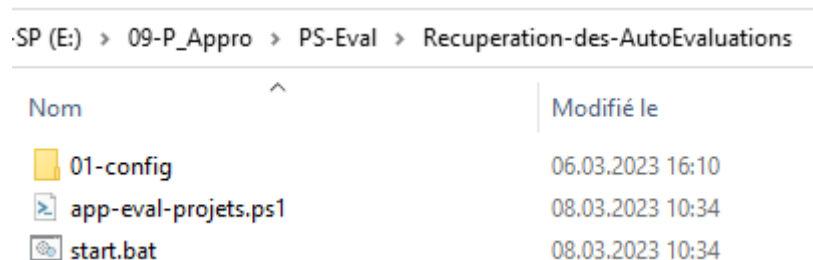 -SP (E:) > 09-P_Appro > PS-Eval > Recuperation-des-AutoEvaluations
Nom Modifié le
01-config 06.03.2023 16:10
app-eval-projets.ps1 08.03.2023 10:34
start.bat 08.03.2023 10:34